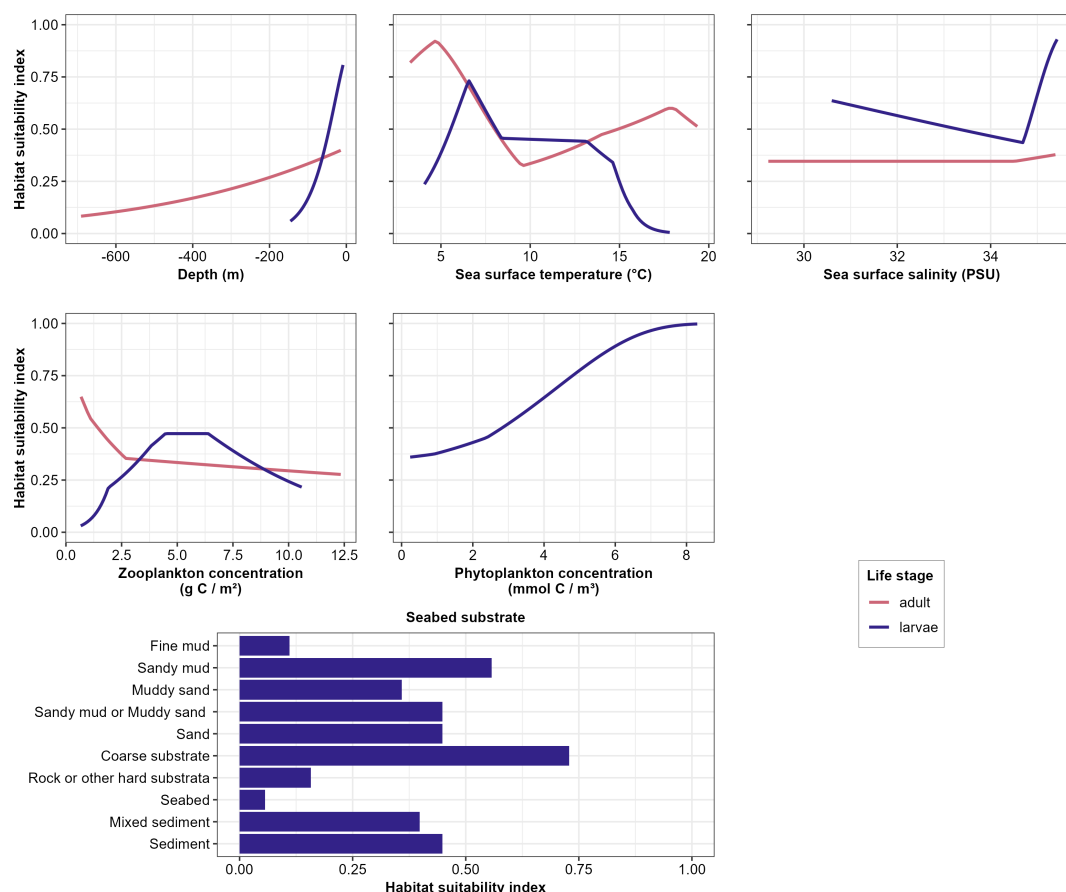 Habitat suitability index
1.00
0.75
0.50
0.25
0.00
-600 -400 -200 0
Depth (m)
5 10 15 20
Sea surface temperature (°C)
30 32 34
Sea surface salinity (PSU)
Habitat suitability index
1.00
0.75
0.50
0.25
0.00
0.0 2.5 5.0 7.5 10.0 12.5
Zooplankton concentration
(g C / m²)
0 2 4 6 8
Phytoplankton concentration
(mmol C / m³)
Life stage
adult
larvae
Seabed substrate
Fine mud
Sandy mud
Muddy sand
Sandy mud or Muddy sand
Sand
Coarse substrate
Rock or other hard substrata
Seabed
Mixed sediment
Sediment
0.00 0.25 0.50 0.75 1.00
Habitat suitability index